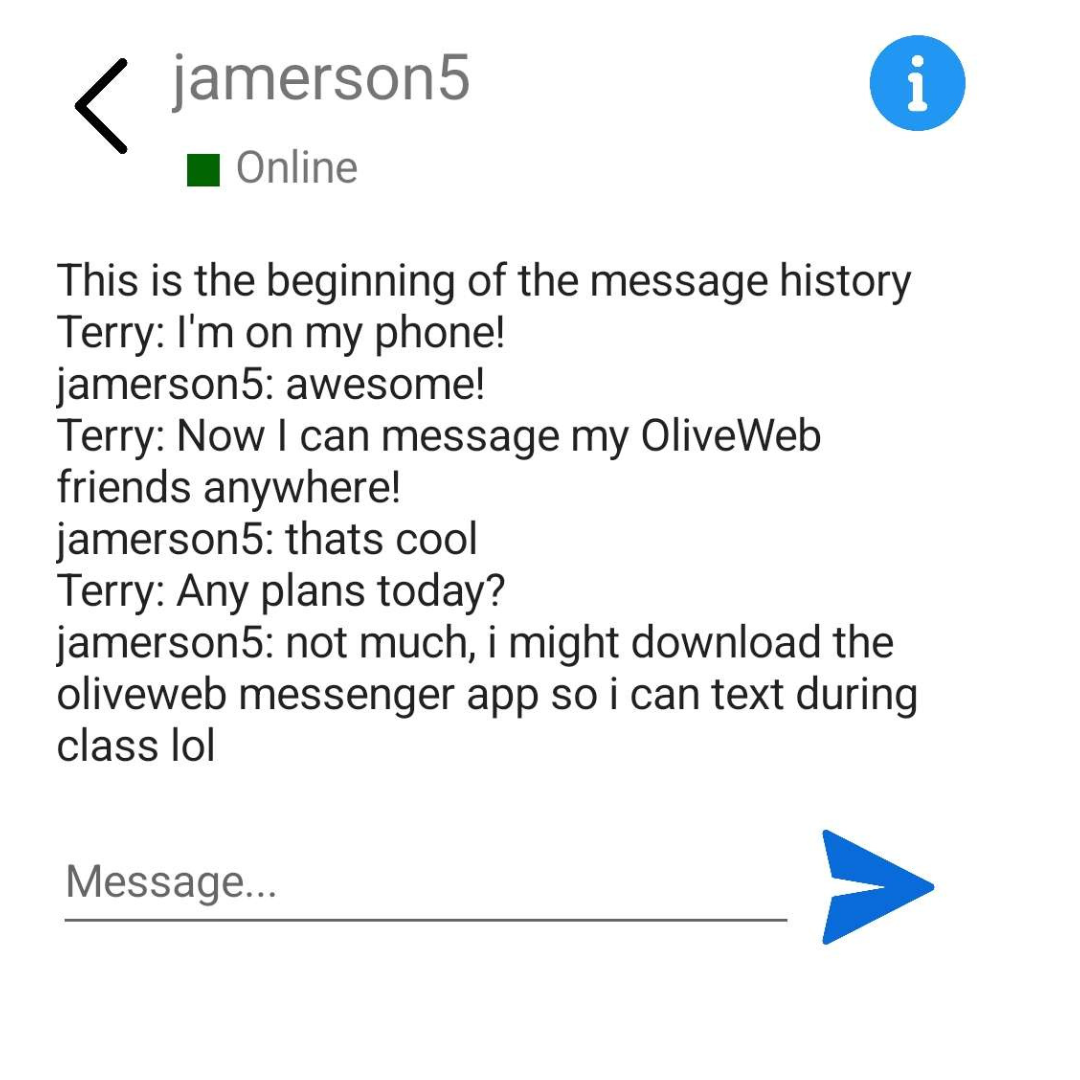 jamerson5
Online
This is the beginning of the message history
Terry: I'm on my phone!
jamerson5: awesome!
Terry: Now I can message my OliveWeb
friends anywhere!
jamerson5: thats cool
Terry: Any plans today?
jamerson5: not much, i might download the
oliveweb messenger app so i can text during
class lol
Message...